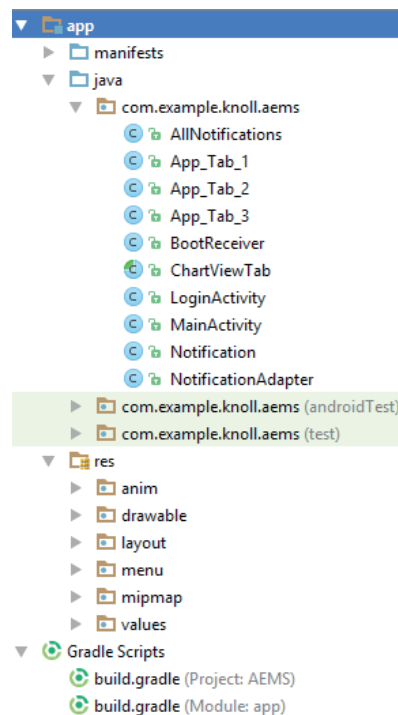 app
manifests
java
com.example.knoll.aems
AllNotifications
App_Tab_1
App_Tab_2
App_Tab_3
BootReceiver
ChartViewTab
LoginActivity
MainActivity
Notification
NotificationAdapter
com.example.knoll.aems (androidTest)
com.example.knoll.aems (test)
res
anim
drawable
layout
menu
mipmap
values
Gradle Scripts
build.gradle (Project: AEMS)
build.gradle (Module: app)